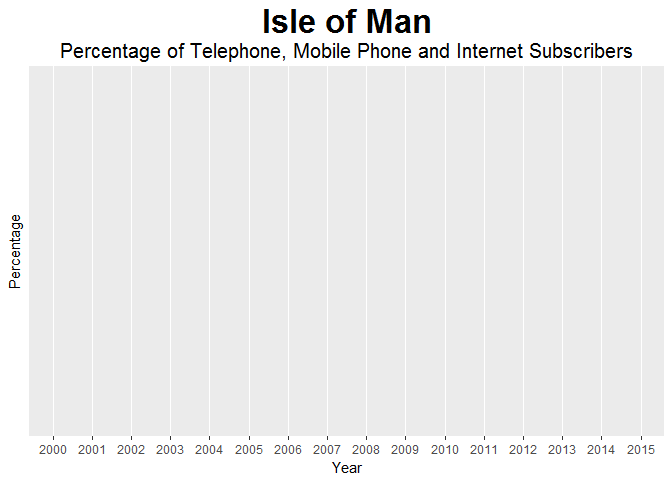 Isle of Man
Percentage of Telephone, Mobile Phone and Internet Subscribers
Percentage
2000 2001 2002 2003 2004 2005 2006 2007 2008 2009 2010 2011 2012 2013 2014 2015
Year